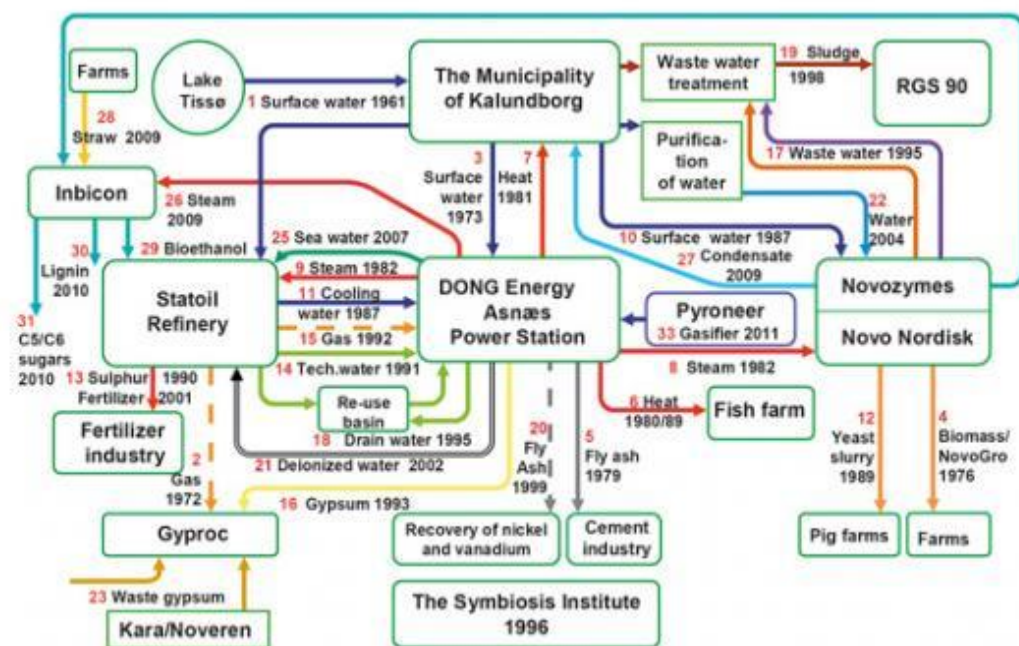 Farms
Lake
Tissø
The Municipality
of Kalundborg
Waste water
treatment
19 Sludge
1998
RGS 90
1 Surface water 1961
28
Straw 2009
Purifica-
tion
of water
17 Waste water 1995
Inbicon
26 Steam
2009
3
Surface
water
1973
7
Heat
1981
22
Water
2004
10 Surface water 1987
27 Condensate
2009
30
Lignin
2010
29 Bioethanol
25 Sea water 2007
9 Steam 1982
11 Cooling
water 1987
15 Gas 1992
14 Tech.water 1991
Statoil
Refinery
DONG Energy
Asnæs
Power Station
Pyroneer
33 Gasifier 2011
Novozymes
Novo Nordisk
8 Steam 1982
31
C5/C6
sugars
2010
13 Sulphur 1990
Fertilizer 2001
Fertilizer
industry
Re-use
basin
18 Drain water 1995
21 Deionized water 2002
2
Gas
1972
16 Gypsum 1993
20
Fly
Ash
1999
5
Fly ash
1979
6 Heat
1980/89
Fish farm
12
Yeast
slurry
1989
4
Biomass/
NovoGro
1976
Gyproc
Recovery of nickel
and vanadium
Cement
industry
Pig farms
Farms
23 Waste gypsum
Kara/Noveren
The Symbiosis Institute
1996